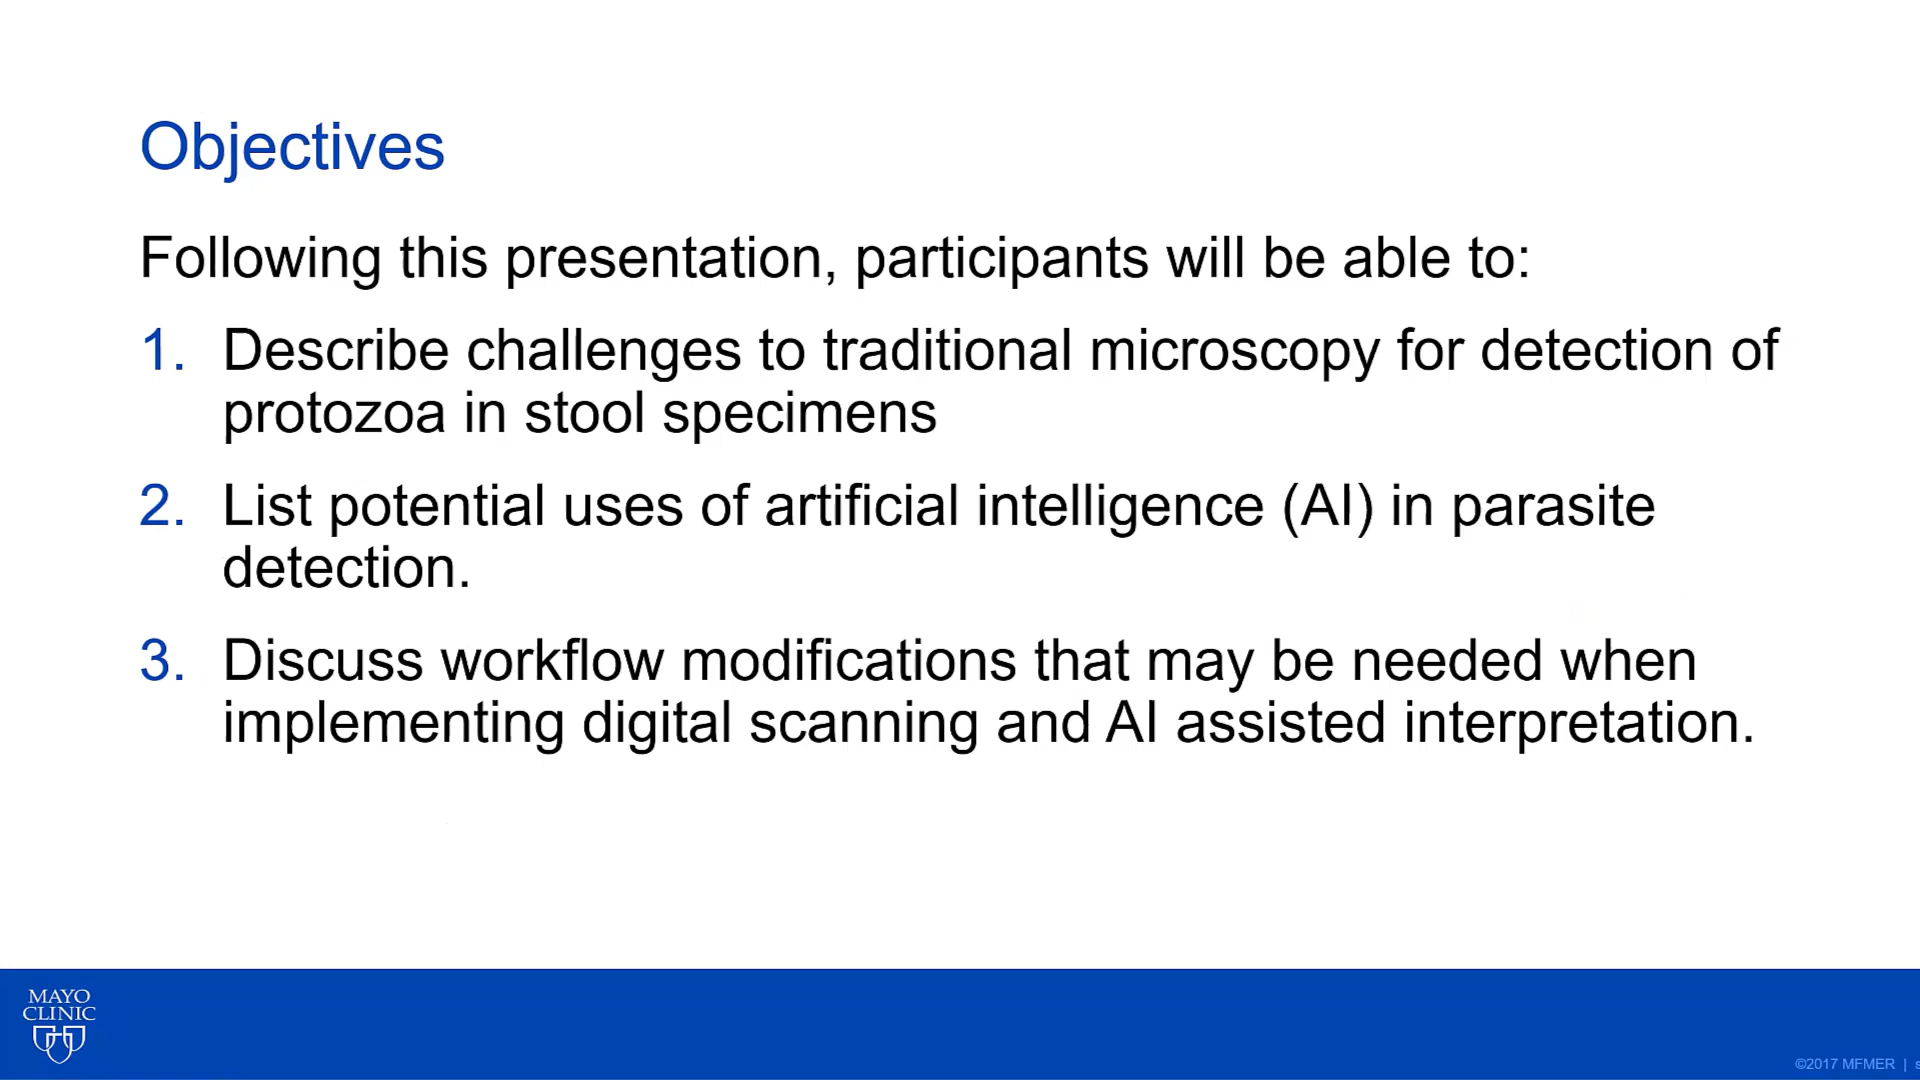 Objectives
Following this presentation, participants will be able to:
1. Describe challenges to traditional microscopy for detection of
protozoa in stool specimens
2. List potential uses of artificial intelligence (AI) in parasite
detection.
3. Discuss workflow modifications that may be needed when
implementing digital scanning and AI assisted interpretation.
MAYO
CLINIC
©2017 MFMER |